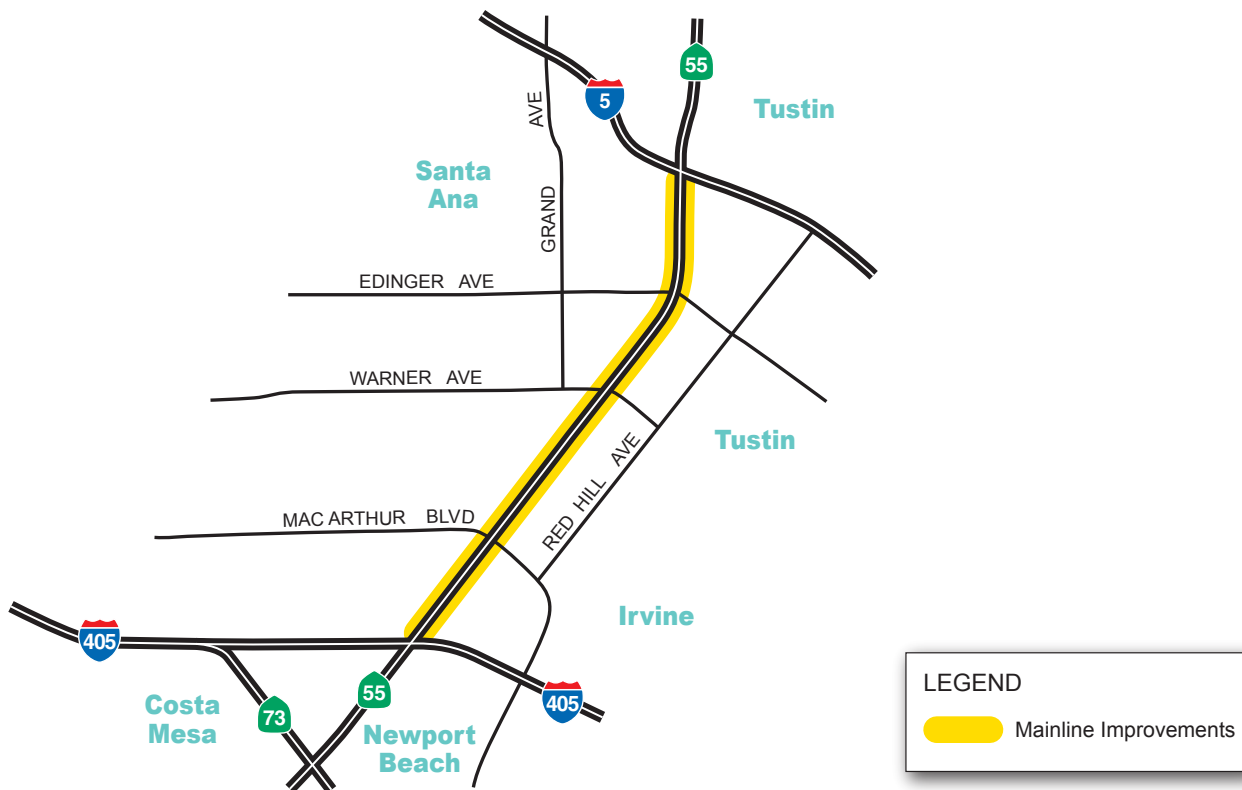 55
5
Tustin
AVE
Santa
Ana
GRAND
EDINGER AVE
WARNER AVE
Tustin
RED HILL AVE
MAC ARTHUR BLVD
Irvine
405
55
405
73
Costa
Mesa
Newport
Beach
LEGEND
Mainline Improvements